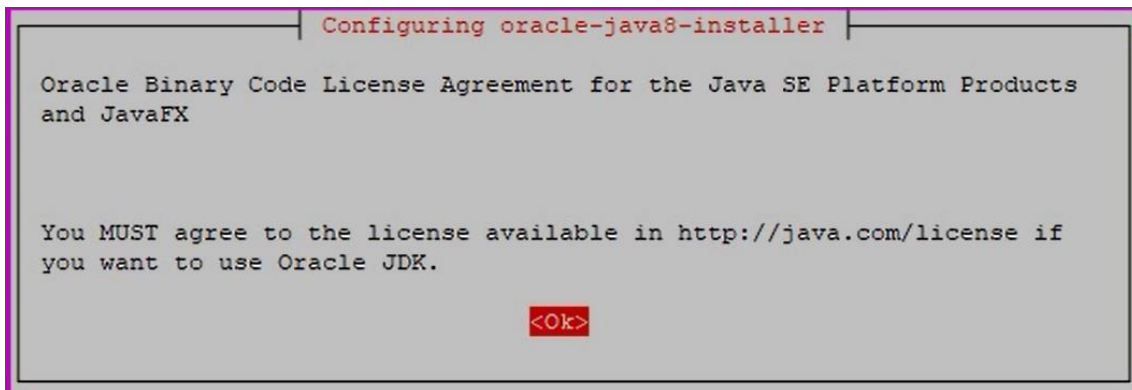 Configuring oracle-java8-installer
Oracle Binary Code License Agreement for the Java SE Platform Products
and JavaFX
You MUST agree to the license available in http://java.com/license if
you want to use Oracle JDK.
<Ok>